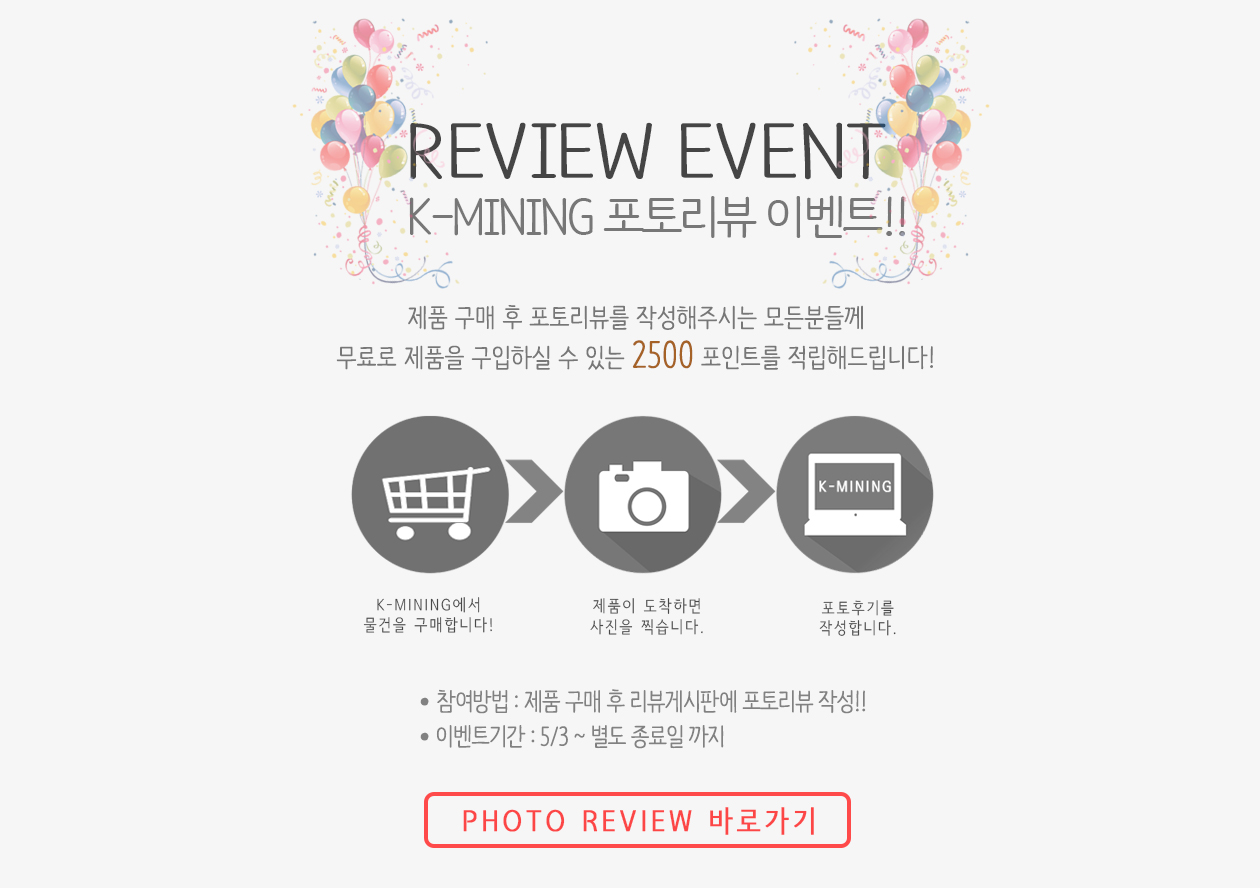 REVIEW EVENT
K-MINING 포토리뷰 이벤트!!
제품 구매 후 포토리뷰를 작성해주시는 모든분들께
무료로 제품을 구입하실 수 있는 2500 포인트를 적립해드립니다!
K-MINING
K-MINING에서
물건을 구매합니다!
제품이 도착하면
사진을 찍습니다.
포토후기를
작성합니다.
• 참여방법 : 제품 구매 후 리뷰게시판에 포토리뷰 작성!!
• 이벤트기간 : 5/3 ~ 별도 종료일 까지
PHOTO REVIEW 바로가기